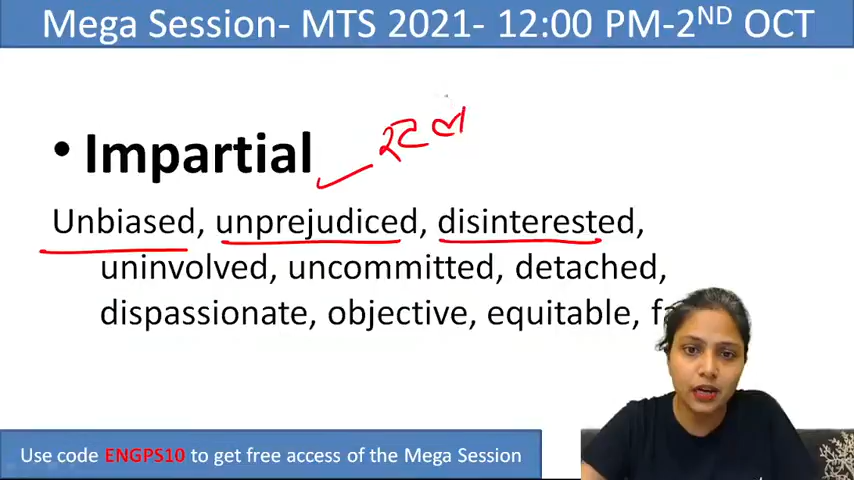 Mega Session- MTS 2021- 12:00 PM-2ND OCT
• Impartial
Unbiased, unprejudiced, disinterested,
uninvolved, uncommitted, detached,
dispassionate, objective, equitable,
Use code ENGPS10 to get free access of the Mega Session